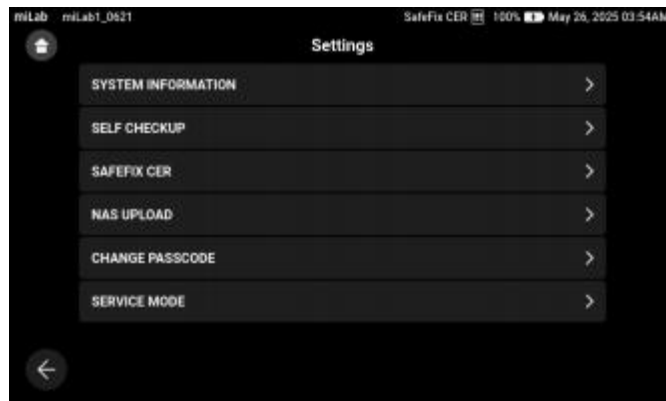 miLab miLab1_0621 SafeFix CER 100% May 26, 2025 03:54AM
Settings
SYSTEM INFORMATION
SELF CHECKUP
SAFEFIX CER
NAS UPLOAD
CHANGE PASSCODE
SERVICE MODE